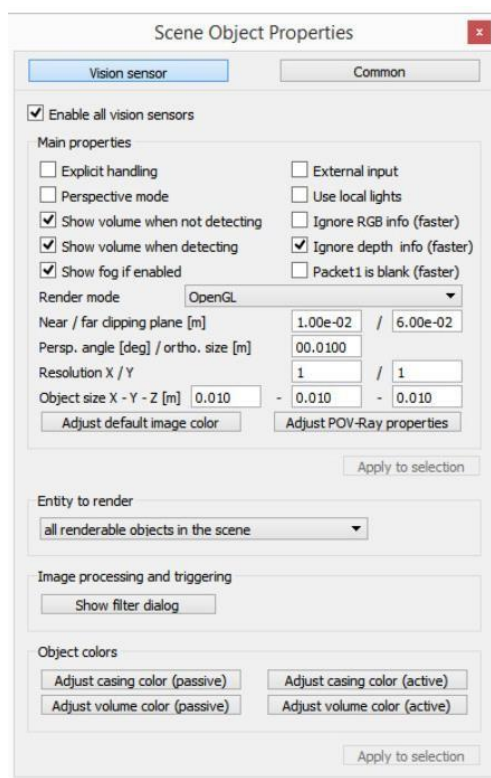 Scene Object Properties x
Vision sensor Common
Enable all vision sensors
Main properties
Explicit handling External input
Perspective mode Use local lights
Show volume when not detecting Ignore RGB info (faster)
Show volume when detecting Ignore depth info (faster)
Show fog if enabled Packet1 is blank (faster)
Render mode OpenGL
Near / far clipping plane [m] 1.00e-02 / 6.00e-02
Persp. angle [deg] / ortho. size [m] 00.0100
Resolution X / Y 1 / 1
Object size X - Y - Z [m] 0.010 - 0.010 - 0.010
Adjust default image color Adjust POV-Ray properties
Apply to selection
Entity to render
all renderable objects in the scene
Image processing and triggering
Show filter dialog
Object colors
Adjust casing color (passive) Adjust casing color (active)
Adjust volume color (passive) Adjust volume color (active)
Apply to selection